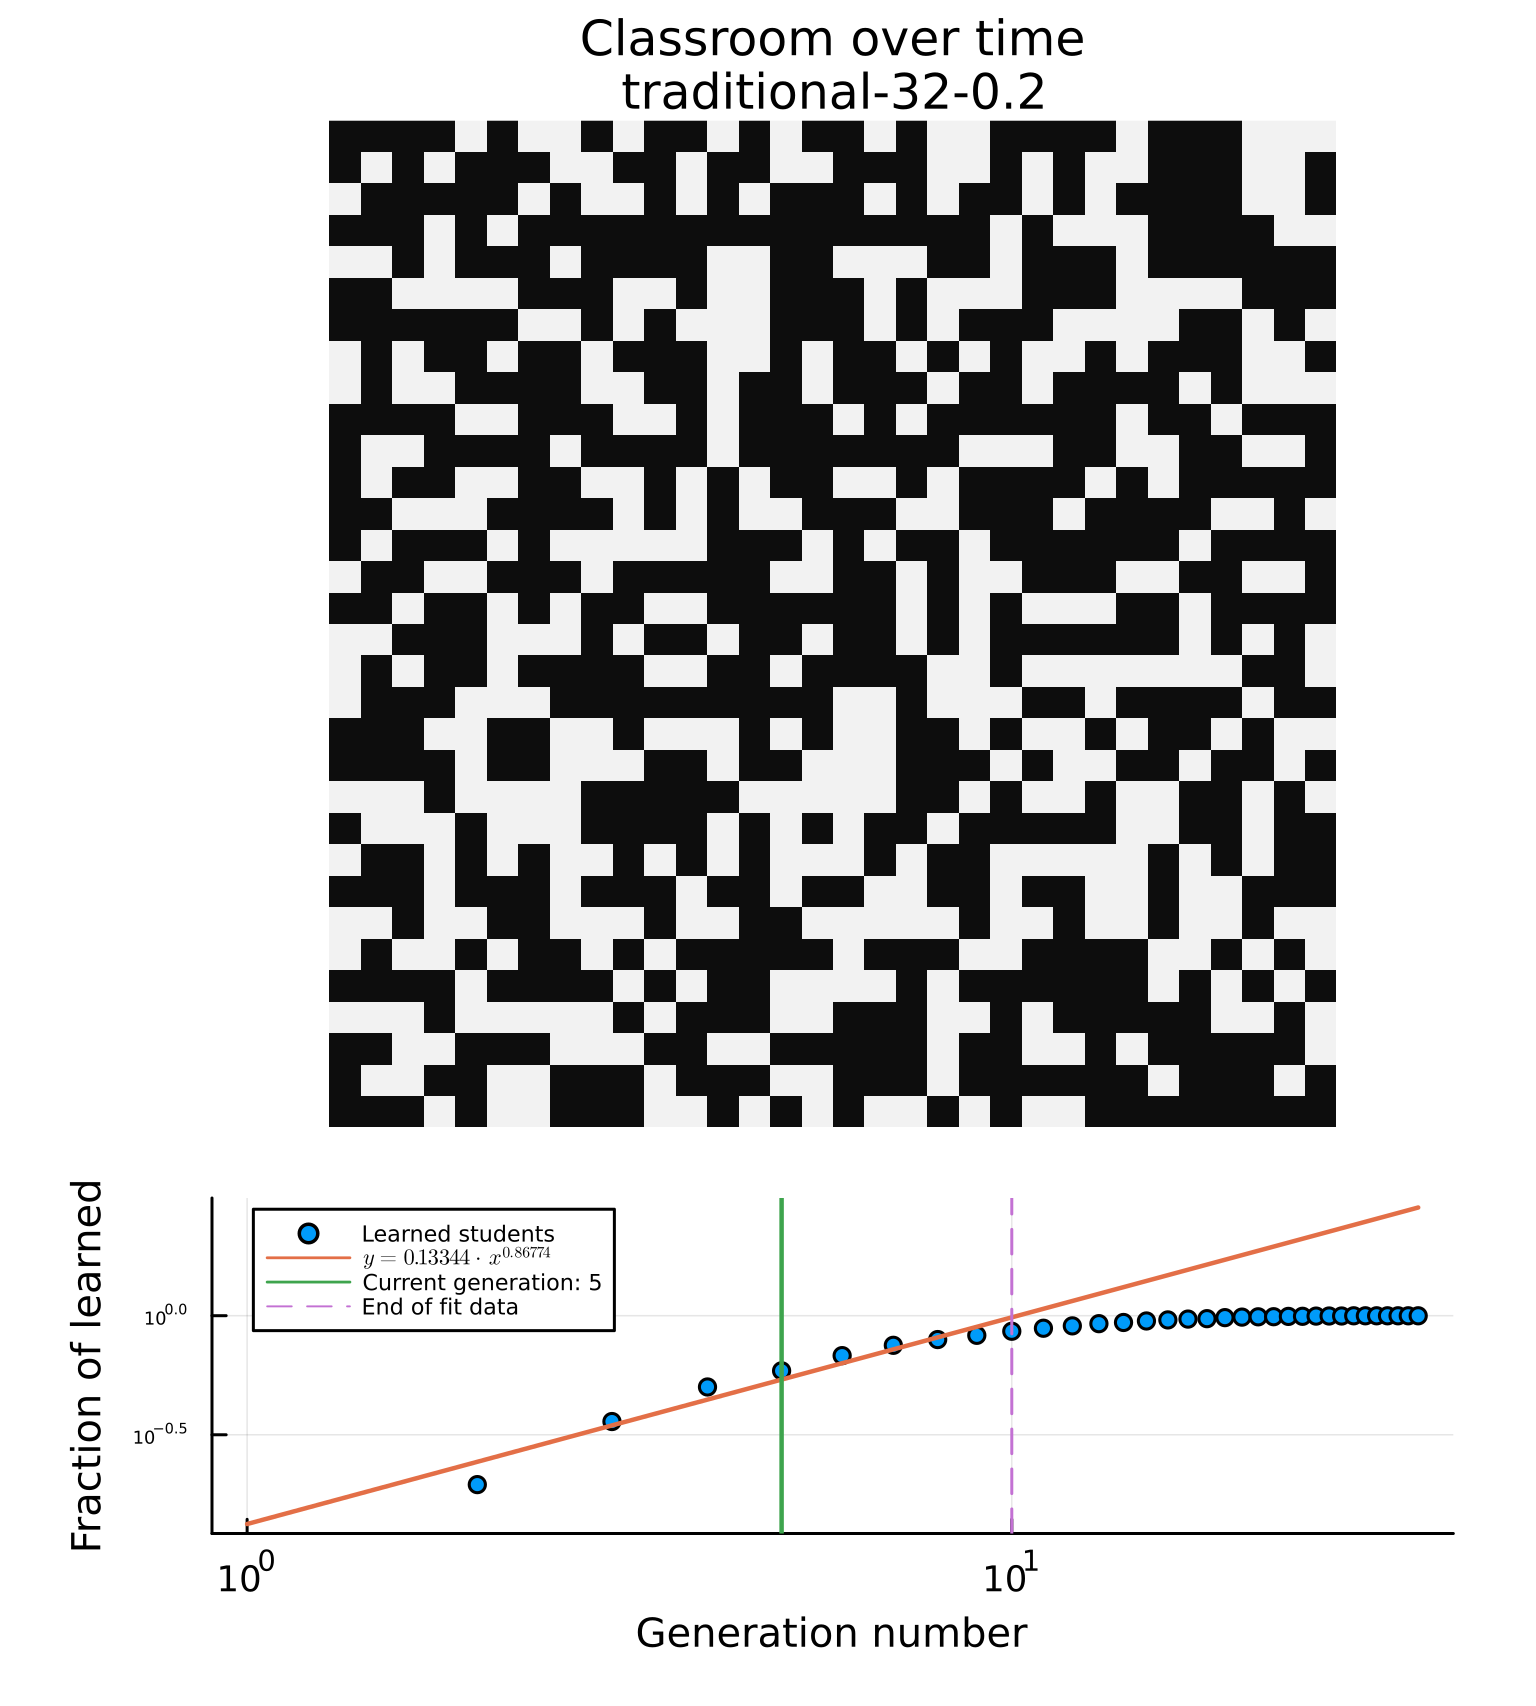 Classroom over time
traditional-32-0.2
Fraction of learned
Learned students
y = 0.13344 · x^0.86774
Current generation: 5
End of fit data
10^0.0
10^−0.5
10^0
10^1
Generation number